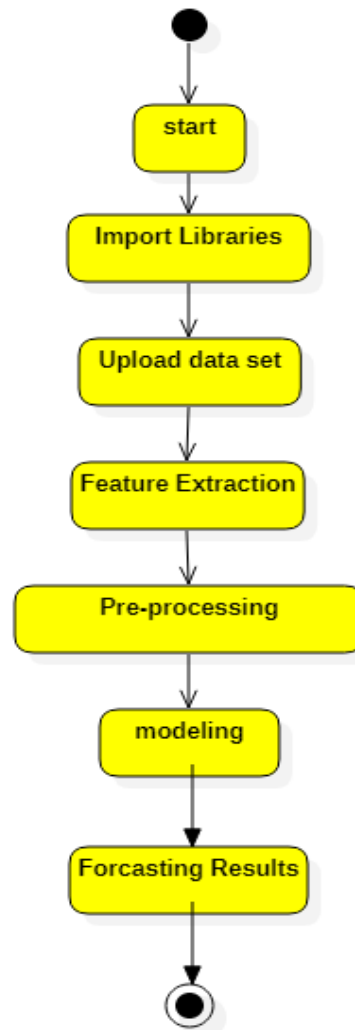 start
Import Libraries
Upload data set
Feature Extraction
Pre-processing
modeling
Forcasting Results